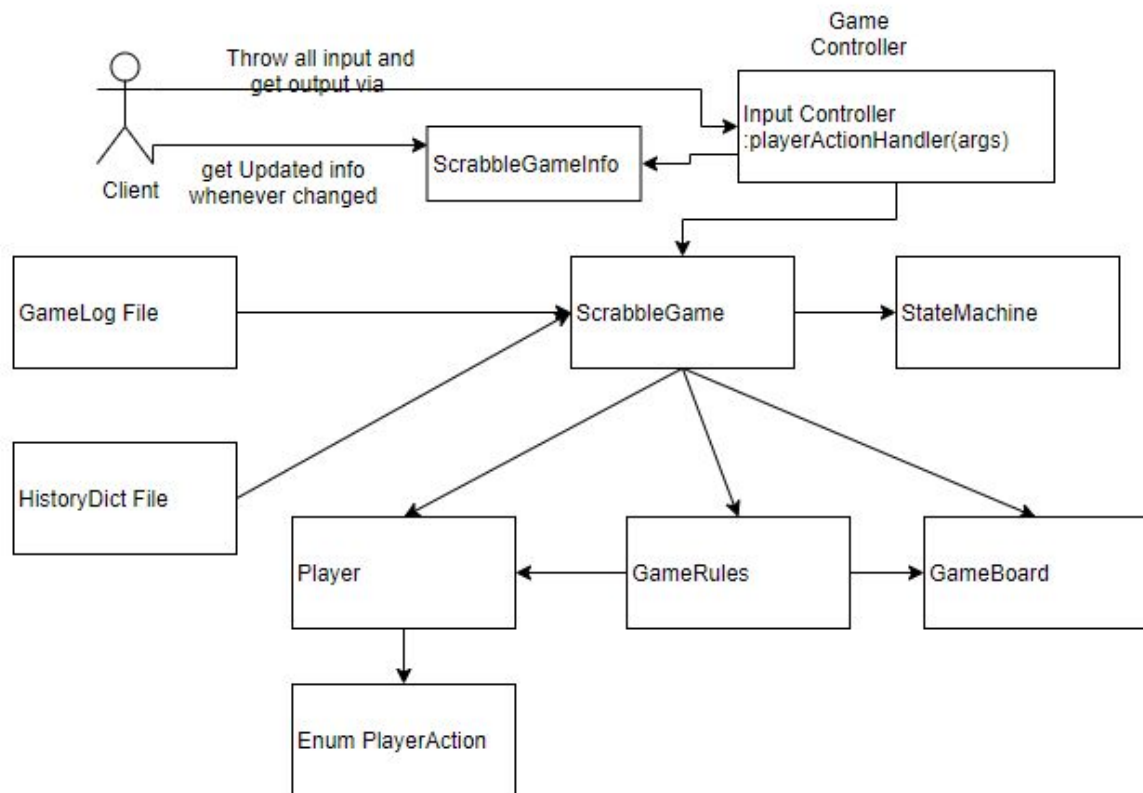 Game
Controller
Throw all input and
get output via
Input Controller
:playerActionHandler(args)
ScrabbleGameInfo
get Updated info
whenever changed
Client
GameLog File
ScrabbleGame
StateMachine
HistoryDict File
Player
GameRules
GameBoard
Enum PlayerAction